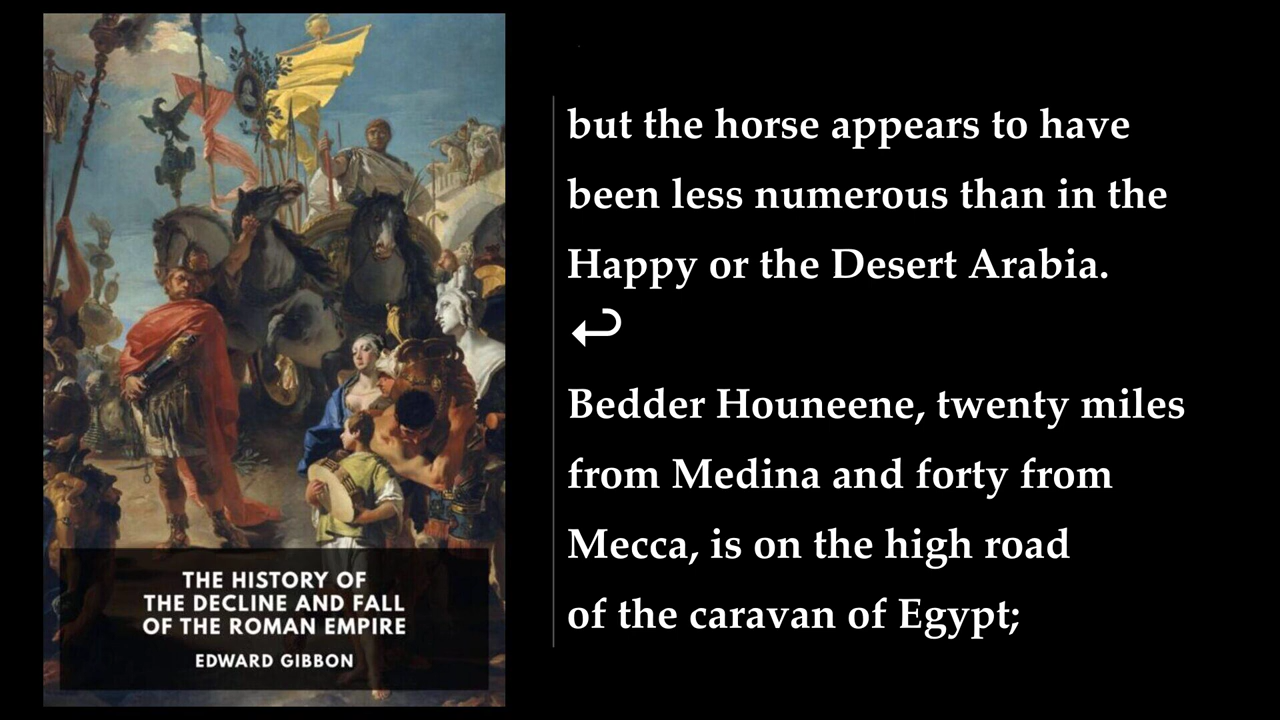 THE HISTORY OF
THE DECLINE AND FALL
OF THE ROMAN EMPIRE
EDWARD GIBBON
but the horse appears to have
been less numerous than in the
Happy or the Desert Arabia.
↩
Bedder Houneene, twenty miles
from Medina and forty from
Mecca, is on the high road
of the caravan of Egypt;